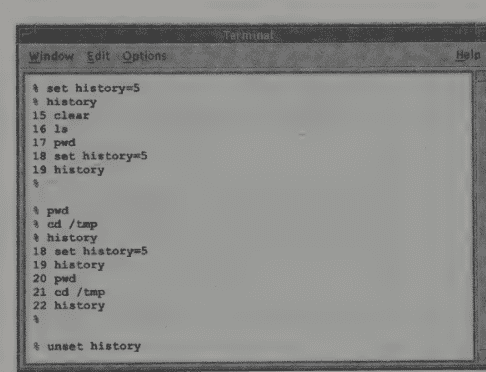 Terminal
Window Edit Options Help
% set history=5
% history
15 clear
16 ls
17 pwd
18 set history=5
19 history
%
% pwd
% cd /tmp
% history
18 set history=5
19 history
20 pwd
21 cd /tmp
22 history
%
% unset history